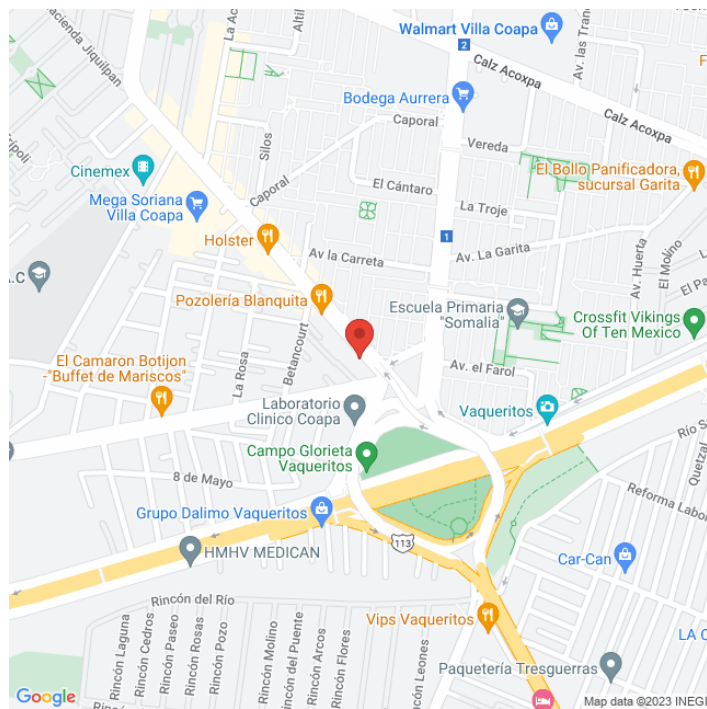 Walmart Villa Coapa
2
Calz Acoxpa
Calz Acoxpa
Bodega Aurrera
Caporal
Vereda
Silos
Cinemex
Mega Soriana
Villa Coapa
Caporal
El Cántaro
La Troje
El Bollo Panificadora,
sucursal Garita
Holster
Av la Carreta
1
Av. La Garita
Av. Huerta
El Molino
Pozolería Blanquita
Escuela Primaria
"Somalia"
Crossfit Vikings
Of Ten Mexico
El Camaron Botijon
-"Buffet de Mariscos"
La Rosa
Betancourt
Av. el Farol
Laboratorio
Clinico Coapa
Vaqueritos
Campo Glorieta
Vaqueritos
8 de Mayo
Quetzal
Grupo Dalimo Vaqueritos
113
HMHV MEDICAN
Car-Can
Rincón del Río
Vips Vaqueritos
Rincón Laguna
Rincón Cedros
Rincón Paseo
Rincón Rosas
Rincón Pozo
Rincón Molino
Rincón del Puente
Rincón Arcos
Rincón Flores
Rincón Leones
Paquetería Tresguerras
Google
Map data ©2023 INEGI